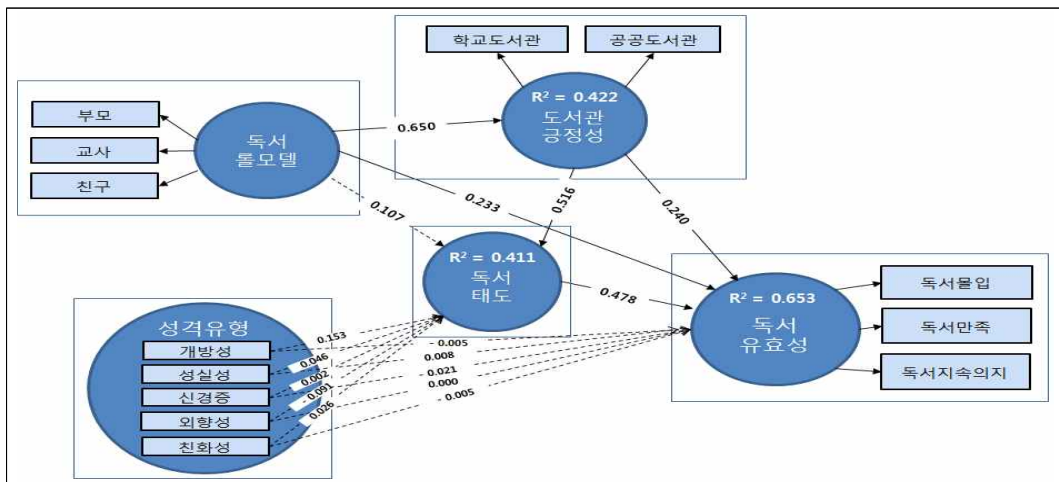 학교도서관
공공도서관
R² = 0.422
도서관
긍정성
부모
교사
친구
독서
롤모델
0.650
0.107
0.233
0.516
0.240
R² = 0.411
독서
태도
0.478
R² = 0.653
독서
유효성
독서몰입
독서만족
독서지속의지
성격유형
개방성
성실성
신경증
외향성
친화성
0.153
0.046
0.002
0.091
0.026
0.005
0.008
0.021
0.000
0.005